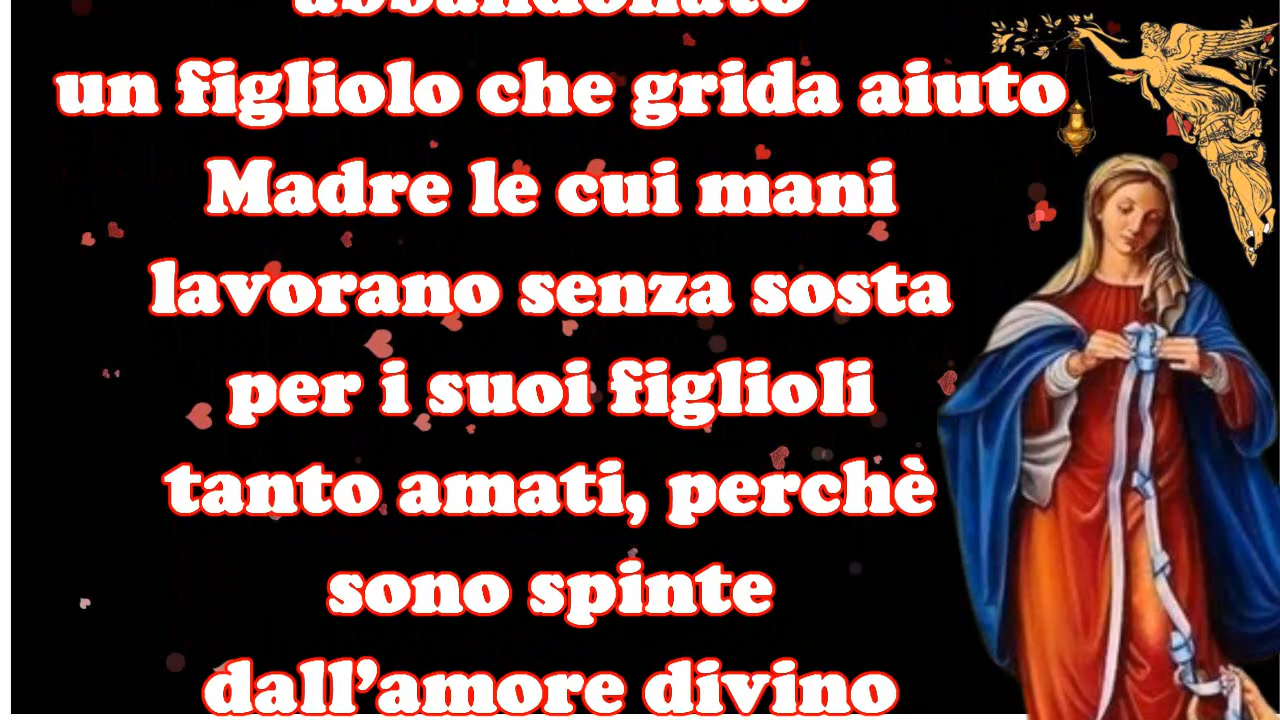 abbandonato
un figliolo che grida aiuto
Madre le cui mani
lavorano senza sosta
per i suoi figlioli
tanto amati, perchè
sono spinte
dall'amore divino